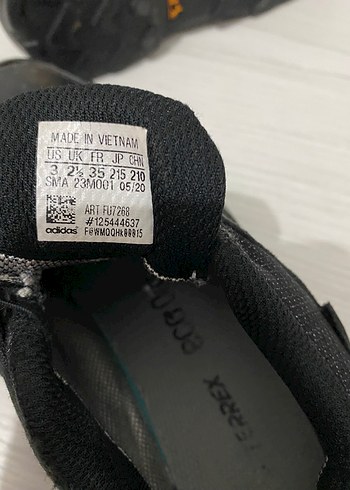 MADE IN VIETNAM
US UK FR JP CHN
3 2½ 35 215 210
SMA 23M001 05/20
ART FU7268
#125444637
adidas
TERREX